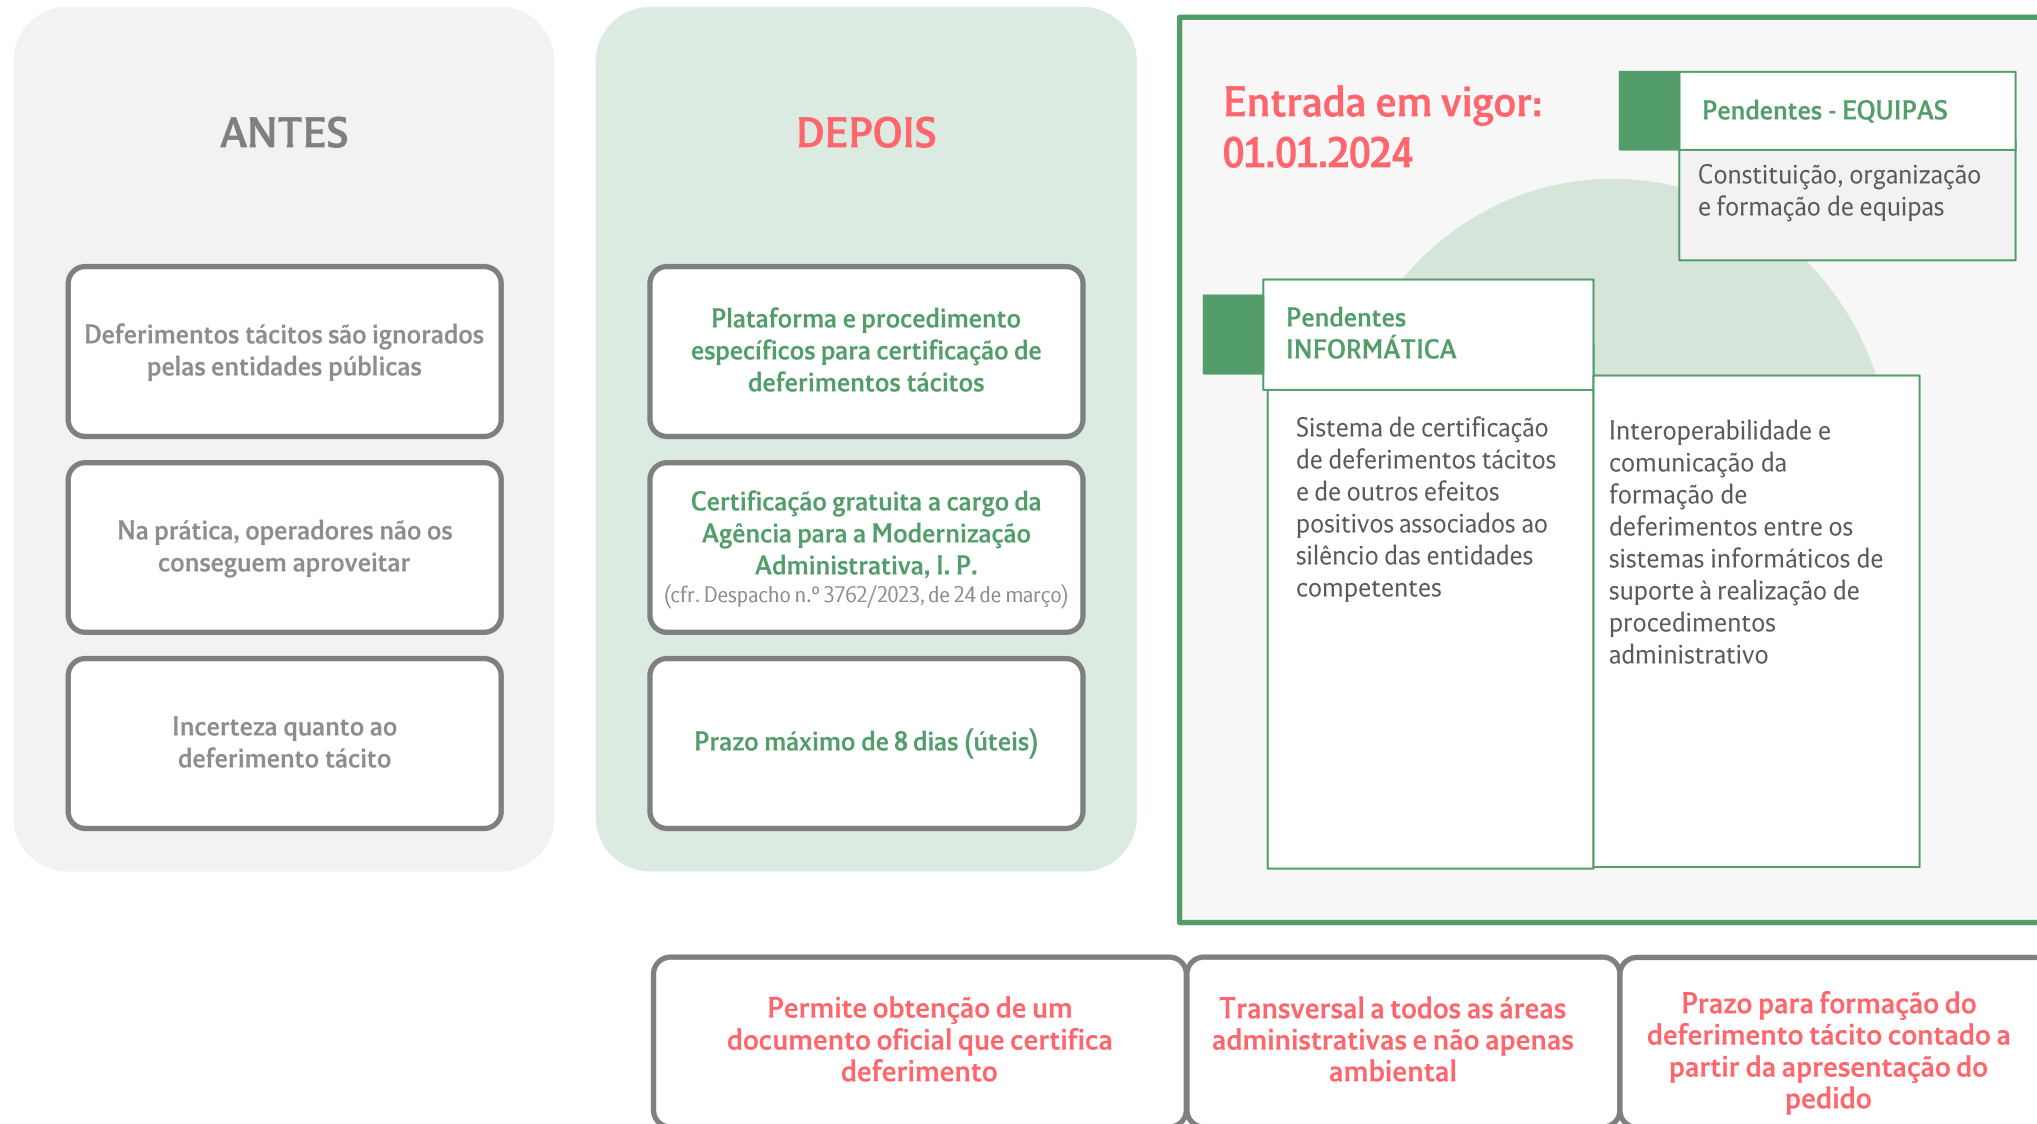 ANTES
Deferimentos tácitos são ignorados
pelas entidades públicas
Na prática, operadores não os
conseguem aproveitar
Incerteza quanto ao
deferimento tácito
DEPOIS
Plataforma e procedimento
específicos para certificação de
deferimentos tácitos
Certificação gratuita a cargo da
Agência para a Modernização
Administrativa, I. P.
(cfr. Despacho n.º 3762/2023, de 24 de março)
Prazo máximo de 8 dias (úteis)
Entrada em vigor:
01.01.2024
Pendentes - EQUIPAS
Constituição, organização
e formação de equipas
Pendentes
INFORMÁTICA
Sistema de certificação
de deferimentos tácitos
e de outros efeitos
positivos associados ao
silêncio das entidades
competentes
Interoperabilidade e
comunicação da
formação de
deferimentos entre os
sistemas informáticos de
suporte à realização de
procedimentos
administrativo
Permite obtenção de um
documento oficial que certifica
deferimento
Transversal a todos as áreas
administrativas e não apenas
ambiental
Prazo para formação do
deferimento tácito contado a
partir da apresentação do
pedido